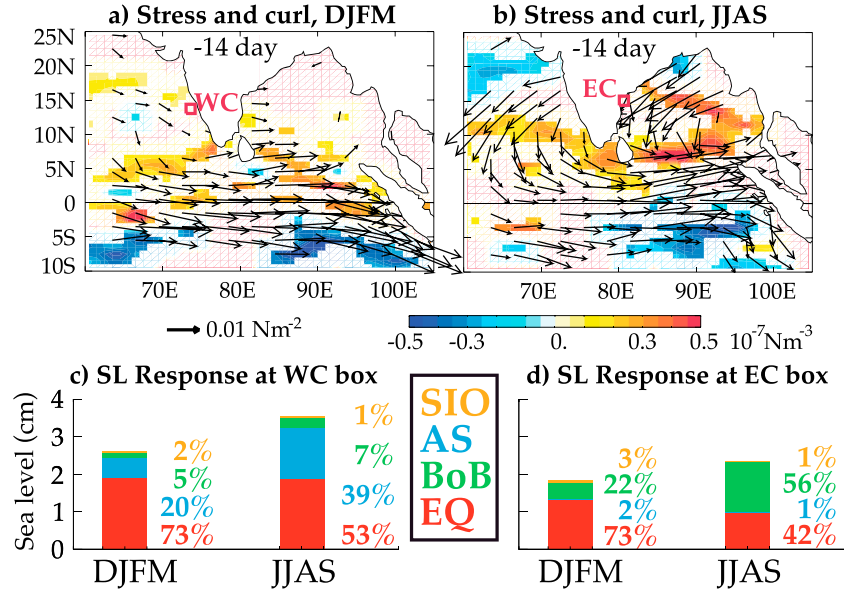 a) Stress and curl, DJFM
b) Stress and curl, JJAS
25N
20N
15N
10N
5N
0
5S
10S
-14 day
WC
-14 day
EC
70E 80E 90E 100E
70E 80E 90E 100E
0.01 Nm-2
-0.5 -0.3 0. 0.3 0.5 10-7Nm-3
c) SL Response at WC box
d) SL Response at EC box
Sea level (cm)
4
3
2
1
0
1%
2%
7%
5%
39%
20%
53%
73%
DJFM JJAS
SIO
AS
BoB
EQ
3%
1%
22%
56%
2%
1%
73%
42%
DJFM JJAS